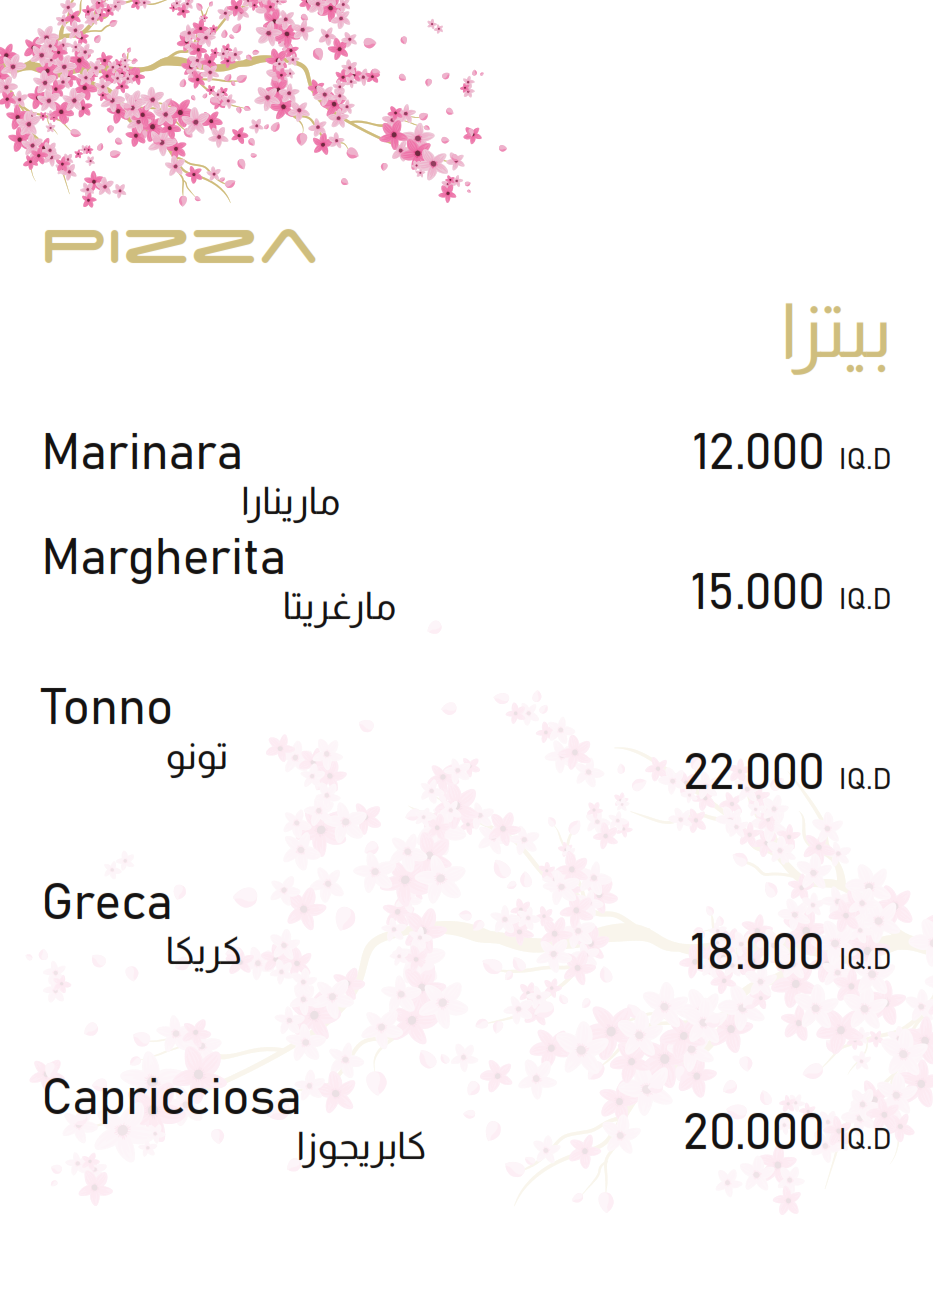 PIZZA
بيتزا
Marinara 12.000 IQ.D
مارينارا
Margherita 15.000 IQ.D
مارغريتا
Tonno 22.000 IQ.D
تونو
Greca 18.000 IQ.D
كريكا
Capricciosa 20.000 IQ.D
كابريجوزا